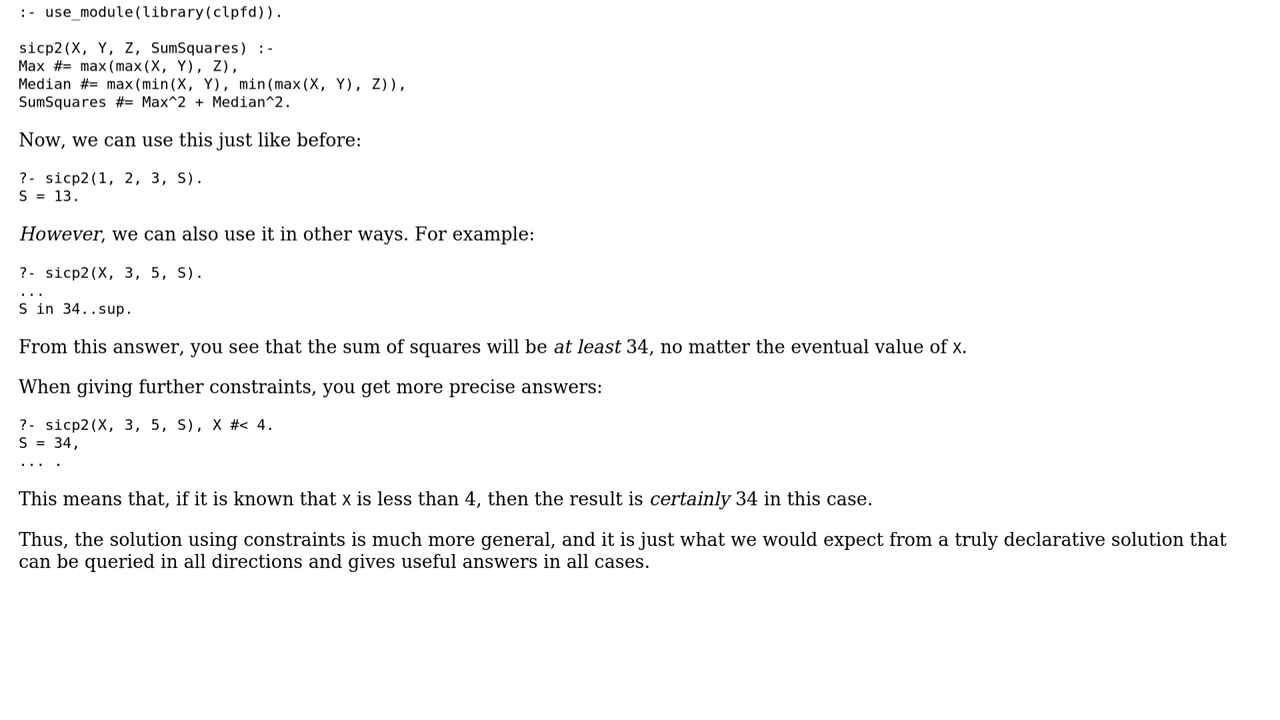 :- use_module(library(clpfd)).
sicp2(X, Y, Z, SumSquares) :-
Max #= max(max(X, Y), Z),
Median #= max(min(X, Y), min(max(X, Y), Z)),
SumSquares #= Max^2 + Median^2.
Now, we can use this just like before:
?- sicp2(1, 2, 3, S).
S = 13.
However, we can also use it in other ways. For example:
?- sicp2(X, 3, 5, S).
...
S in 34..sup.
From this answer, you see that the sum of squares will be at least 34, no matter the eventual value of X.
When giving further constraints, you get more precise answers:
?- sicp2(X, 3, 5, S), X #< 4.
S = 34,
... .
This means that, if it is known that X is less than 4, then the result is certainly 34 in this case.
Thus, the solution using constraints is much more general, and it is just what we would expect from a truly declarative solution that
can be queried in all directions and gives useful answers in all cases.